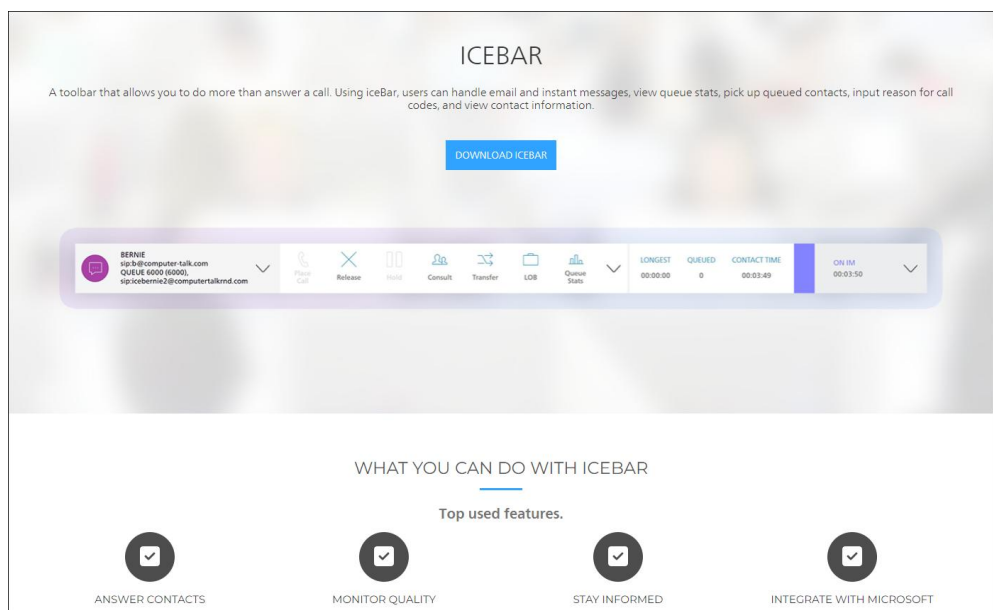 ICEBAR
A toolbar that allows you to do more than answer a call. Using iceBar, users can handle email and instant messages, view queue stats, pick up queued contacts, input reason for call
codes, and view contact information.
DOWNLOAD ICEBAR
BERNIE
sip:b@computer-talk.com
QUEUE 6000 (6000),
sip:icebernie2@computertalkrnd.com
Place Call
Release
Hold
Consult
Transfer
LOB
Queue Stats
LONGEST QUEUED CONTACT TIME
00:00:00 0 00:03:49
ON IM
00:03:50
WHAT YOU CAN DO WITH ICEBAR
Top used features.
ANSWER CONTACTS MONITOR QUALITY STAY INFORMED INTEGRATE WITH MICROSOFT